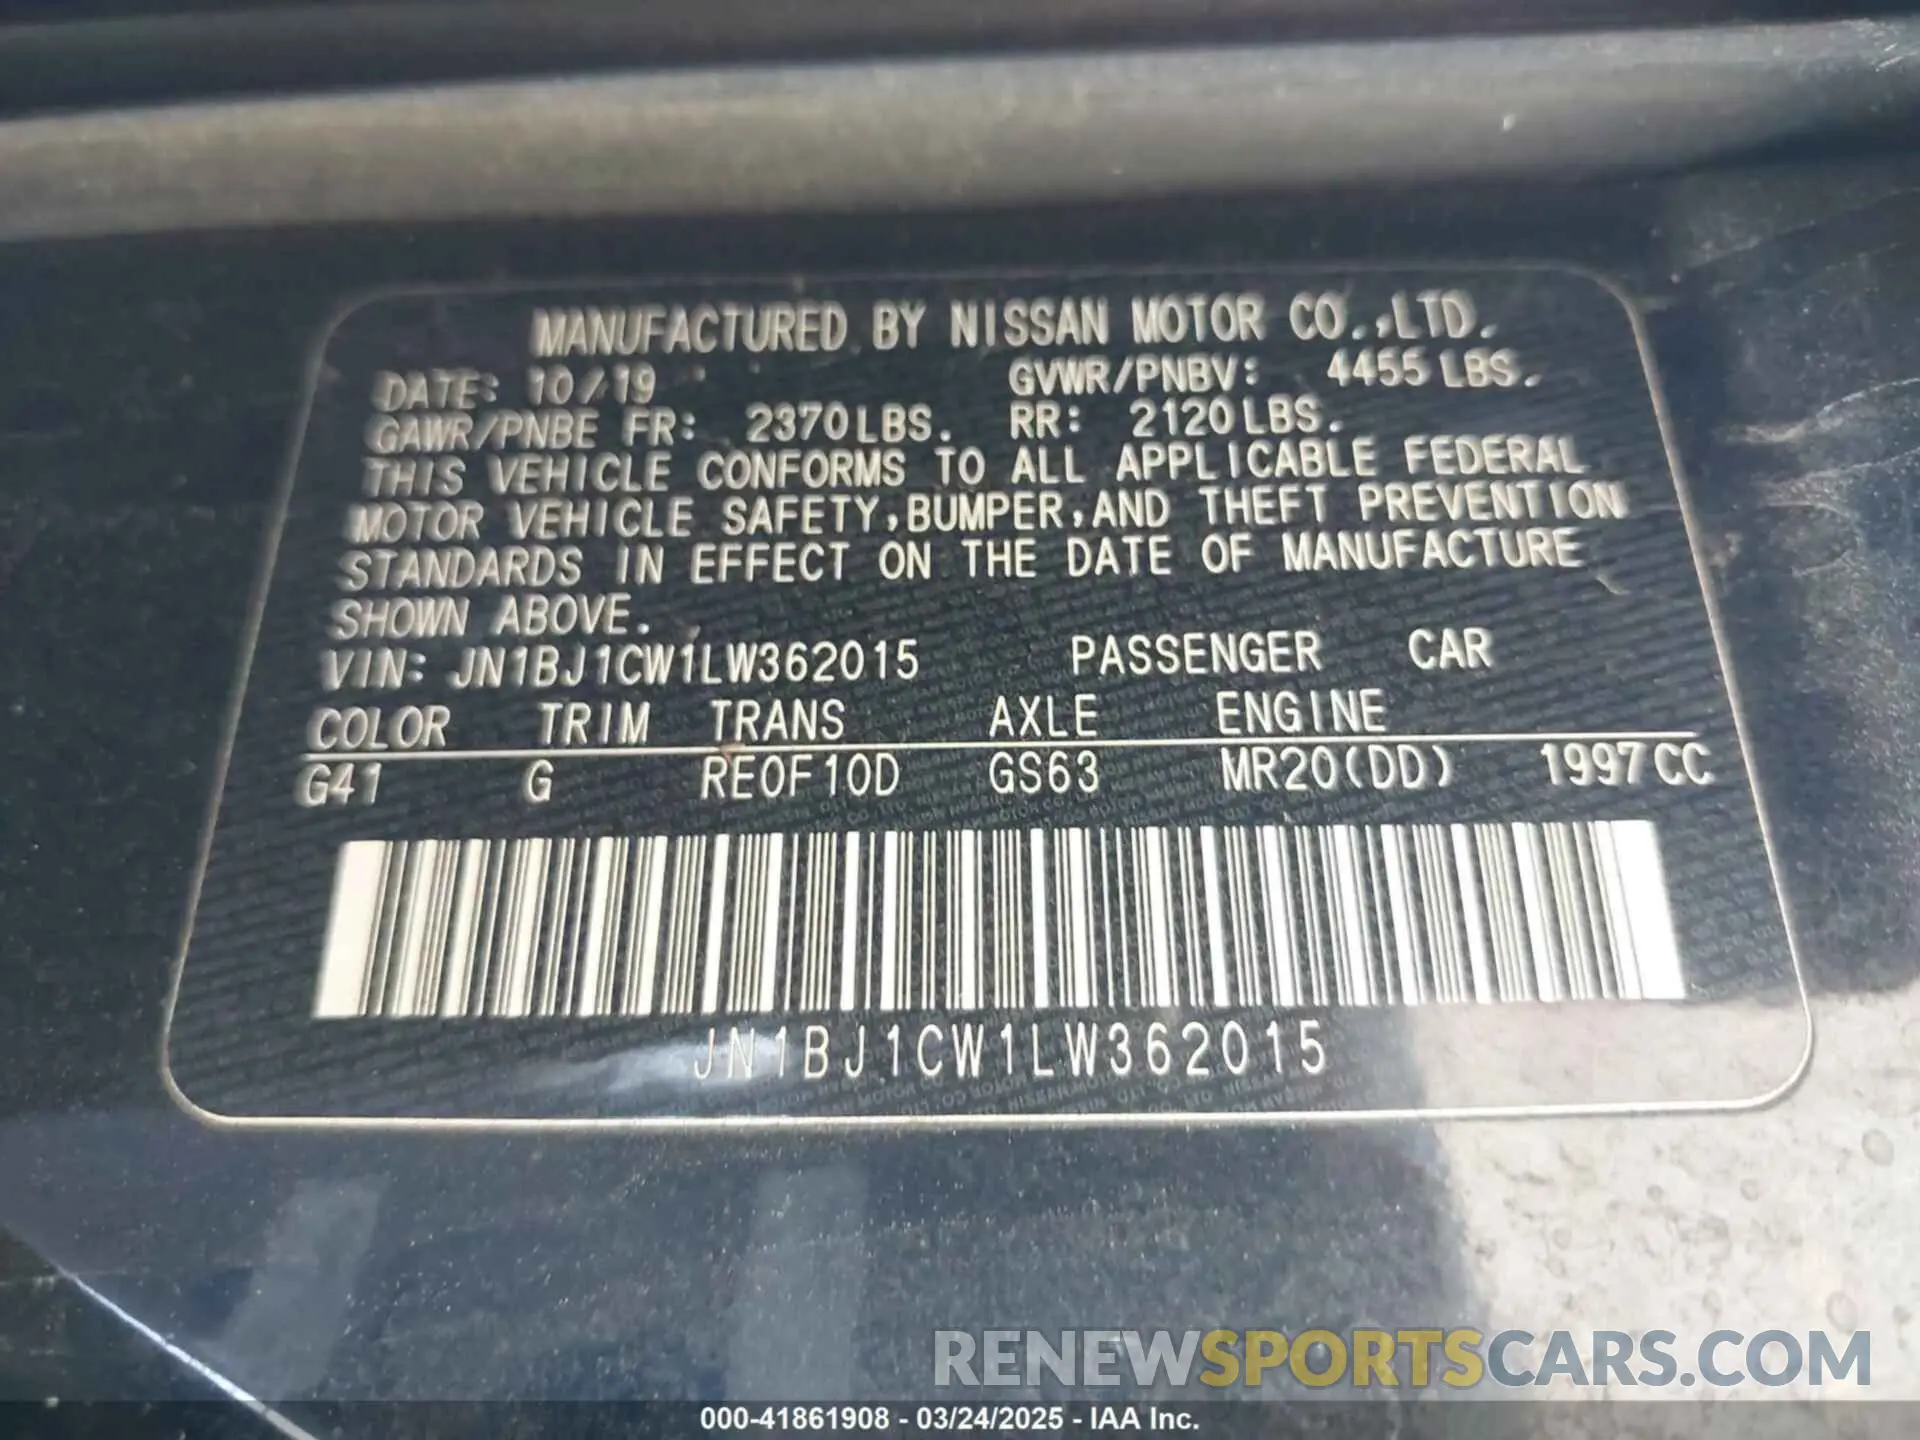 MANUFACTURED BY NISSAN MOTOR CO.,LTD.
DATE: 10/19 GVWR/PNBV: 4455 LBS.
GAWR/PNBE FR: 2370 LBS. RR: 2120 LBS.
THIS VEHICLE CONFORMS TO ALL APPLICABLE FEDERAL
MOTOR VEHICLE SAFETY,BUMPER,AND THEFT PREVENTION
STANDARDS IN EFFECT ON THE DATE OF MANUFACTURE
SHOWN ABOVE.
VIN: JN1BJ1CW1LW362015 PASSENGER CAR
COLOR TRIM TRANS AXLE ENGINE
G41 G RE0F10D GS63 MR20(DD) 1997 CC
JN1BJ1CW1LW362015
RENEWSPORTSCARS.COM
000-41861908 - 03/24/2025 - IAA Inc.